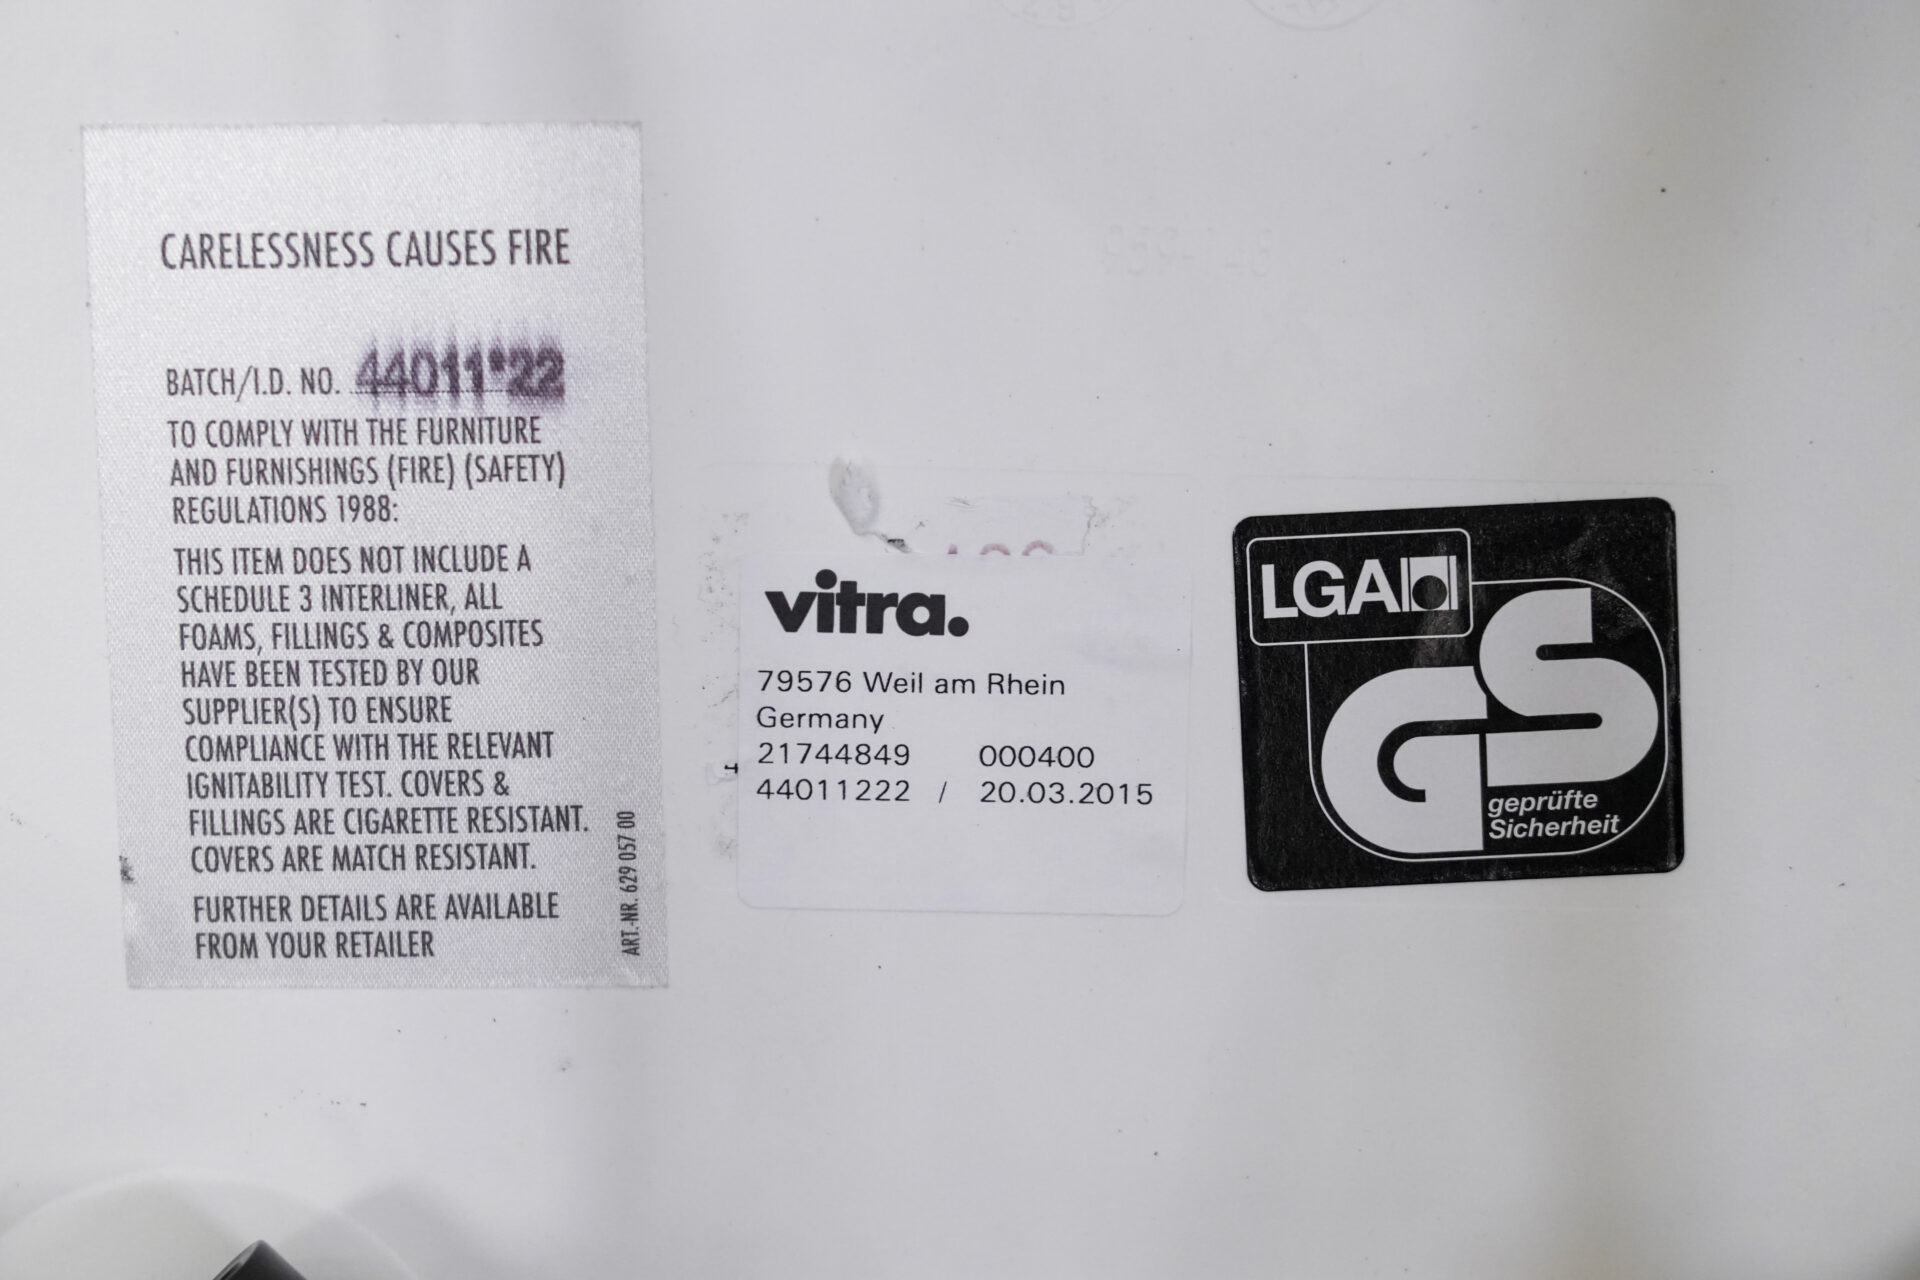 CARELESSNESS CAUSES FIRE
BATCH/I.D. NO. 44011*22
TO COMPLY WITH THE FURNITURE
AND FURNISHINGS (FIRE) (SAFETY)
REGULATIONS 1988:
THIS ITEM DOES NOT INCLUDE A
SCHEDULE 3 INTERLINER, ALL
FOAMS, FILLINGS & COMPOSITES
HAVE BEEN TESTED BY OUR
SUPPLIER(S) TO ENSURE
COMPLIANCE WITH THE RELEVANT
IGNITABILITY TEST. COVERS &
FILLINGS ARE CIGARETTE RESISTANT.
COVERS ARE MATCH RESISTANT.
FURTHER DETAILS ARE AVAILABLE
FROM YOUR RETAILER
ART.-NR. 629 057 00
vitra.
79576 Weil am Rhein
Germany
21744849 000400
44011222 / 20.03.2015
LGA
GS
geprüfte
Sicherheit